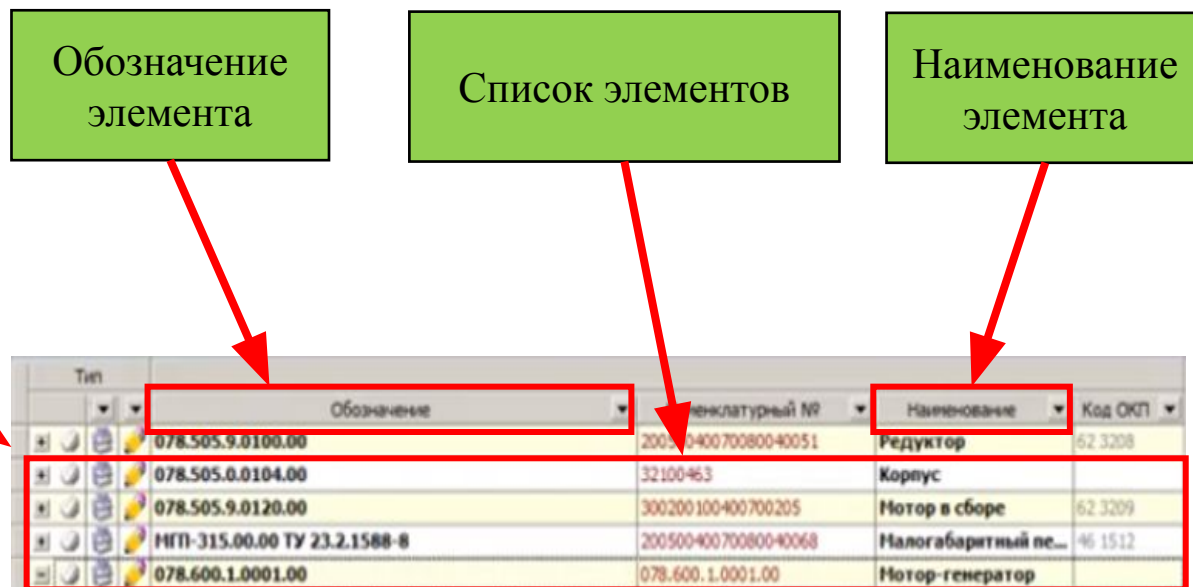 Обозначение
элемента
Список элементов
Наименование
элемента
Тип
Обозначение
менклатурный № Наименование Код ОКП
078.505.9.0100.00 20050040070080040051 Редуктор 62 3208
078.505.0.0104.00 32100463 Корпус
078.505.9.0120.00 300200100400700205 Мотор в сборе 62 3209
МГП-315.00.00 ТУ 23.2.1588-8 20050040070080040068 Малогабаритный пе... 46 1512
078.600.1.0001.00 078.600.1.0001.00 Мотор-генератор